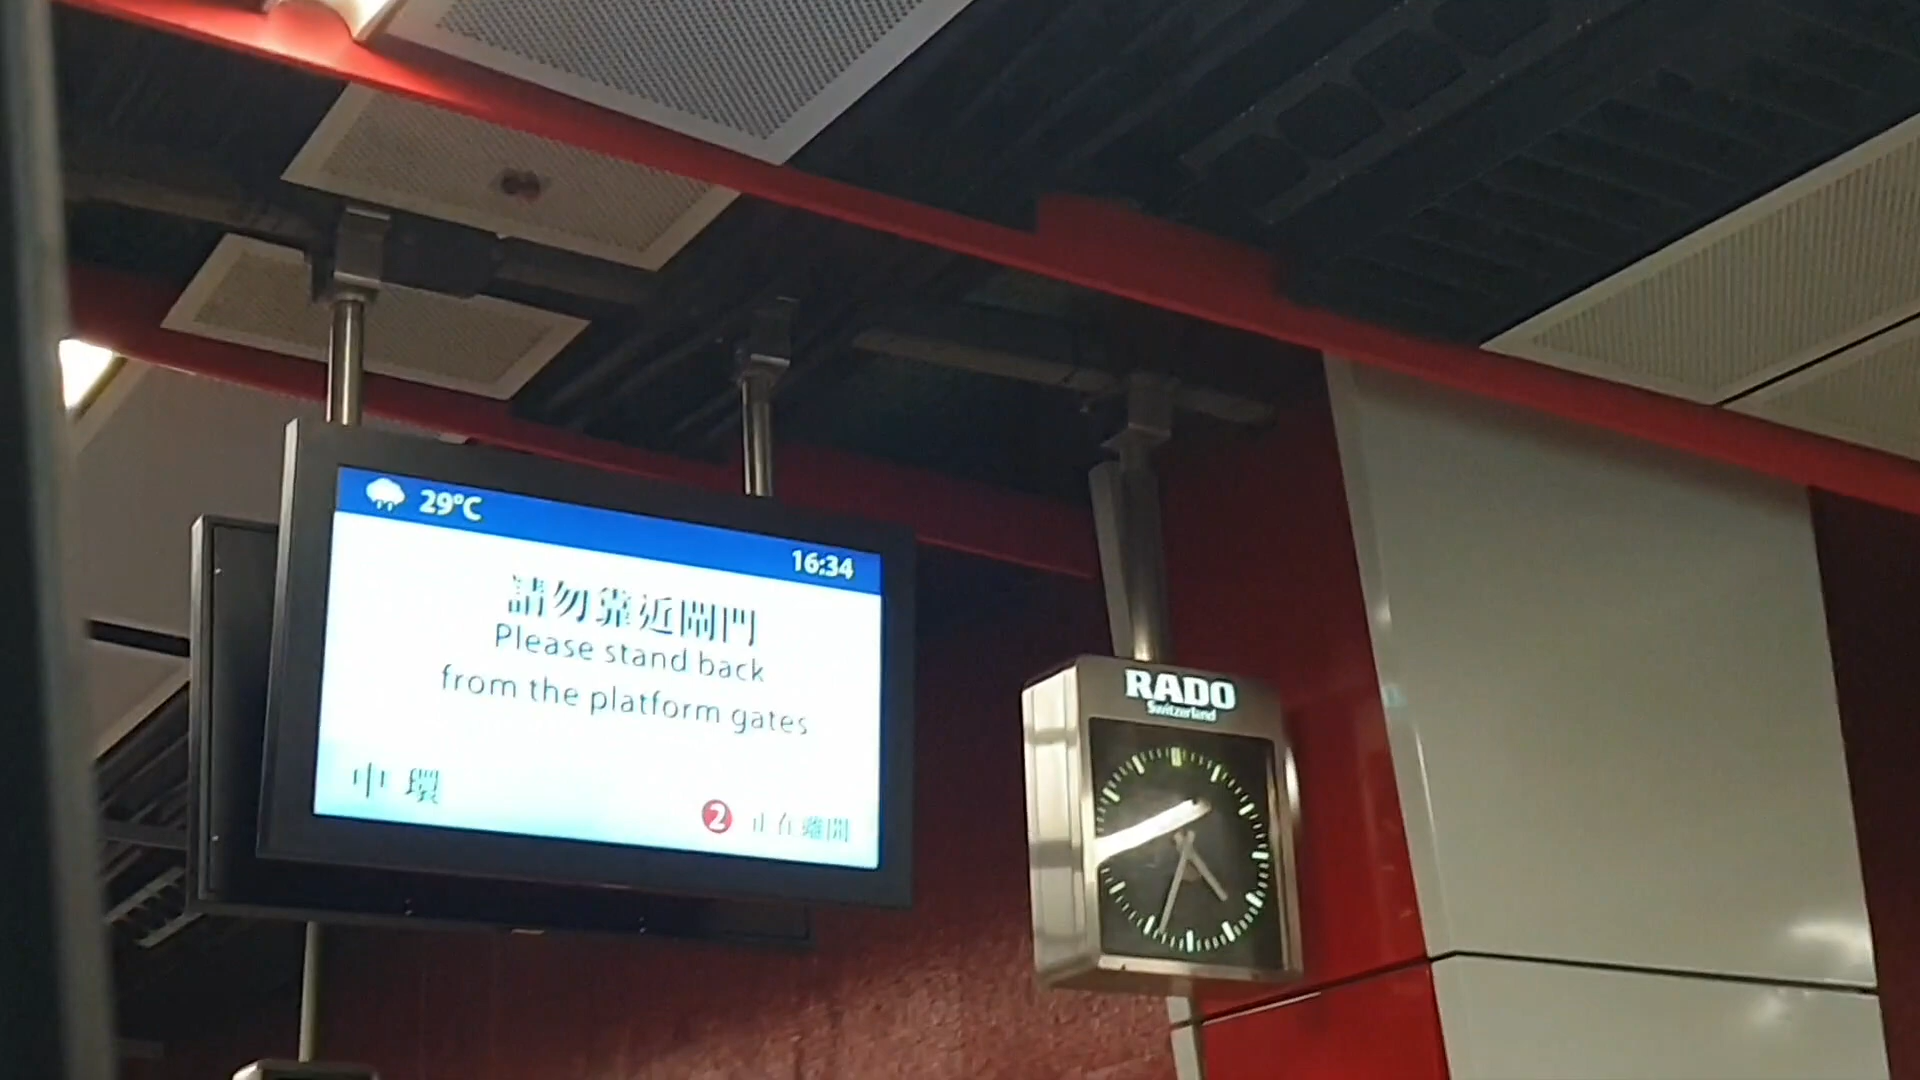 29°C
16:34
請勿靠近閘門
Please stand back
from the platform gates
中環
2 正在離開
RADO
Switzerland